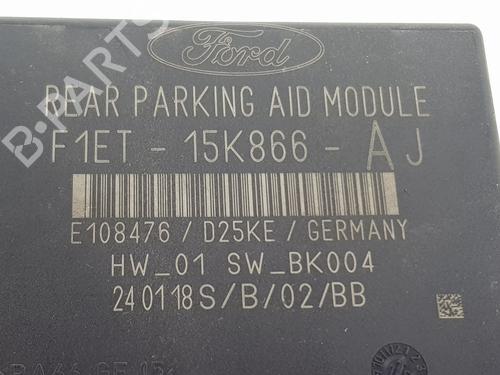 Ford
REAR PARKING AID MODULE
F1ET - 15K866 - AJ
E108476 / D25KE / GERMANY
HW_01 SW_BK004
240118S/B/02/BB
B-PARTS